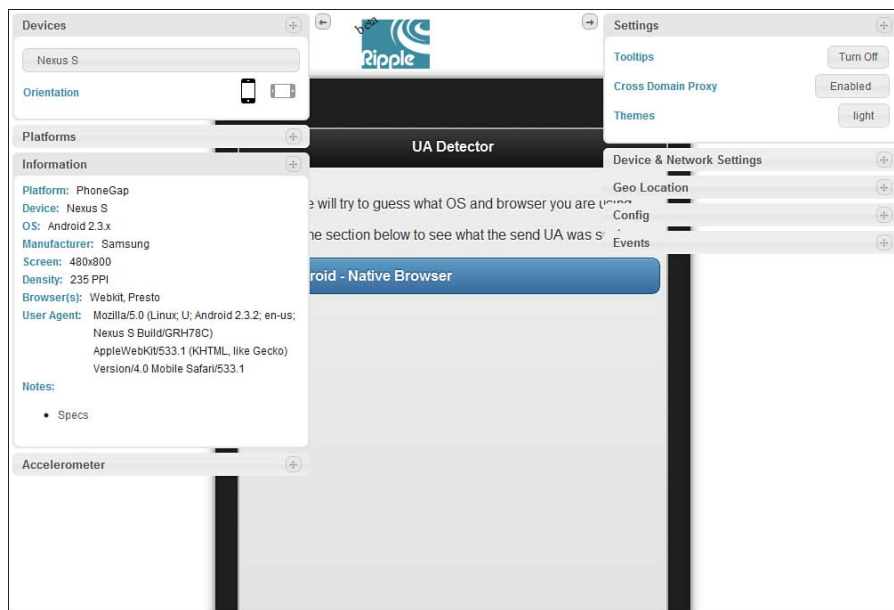 Devices
Nexus S
Orientation
Platforms
Information
Platform: PhoneGap
Device: Nexus S
OS: Android 2.3.x
Manufacturer: Samsung
Screen: 480x800
Density: 235 PPI
Browser(s): Webkit, Presto
User Agent: Mozilla/5.0 (Linux; U; Android 2.3.2; en-us;
Nexus S Build/GRH78C)
AppleWebKit/533.1 (KHTML, like Gecko)
Version/4.0 Mobile Safari/533.1
Notes:
• Specs
Accelerometer
beta
Ripple
UA Detector
e will try to guess what OS and browser you are using
he section below to see what the send UA was
roid - Native Browser
Settings
Tooltips Turn Off
Cross Domain Proxy Enabled
Themes light
Device & Network Settings
Geo Location
Config
Events